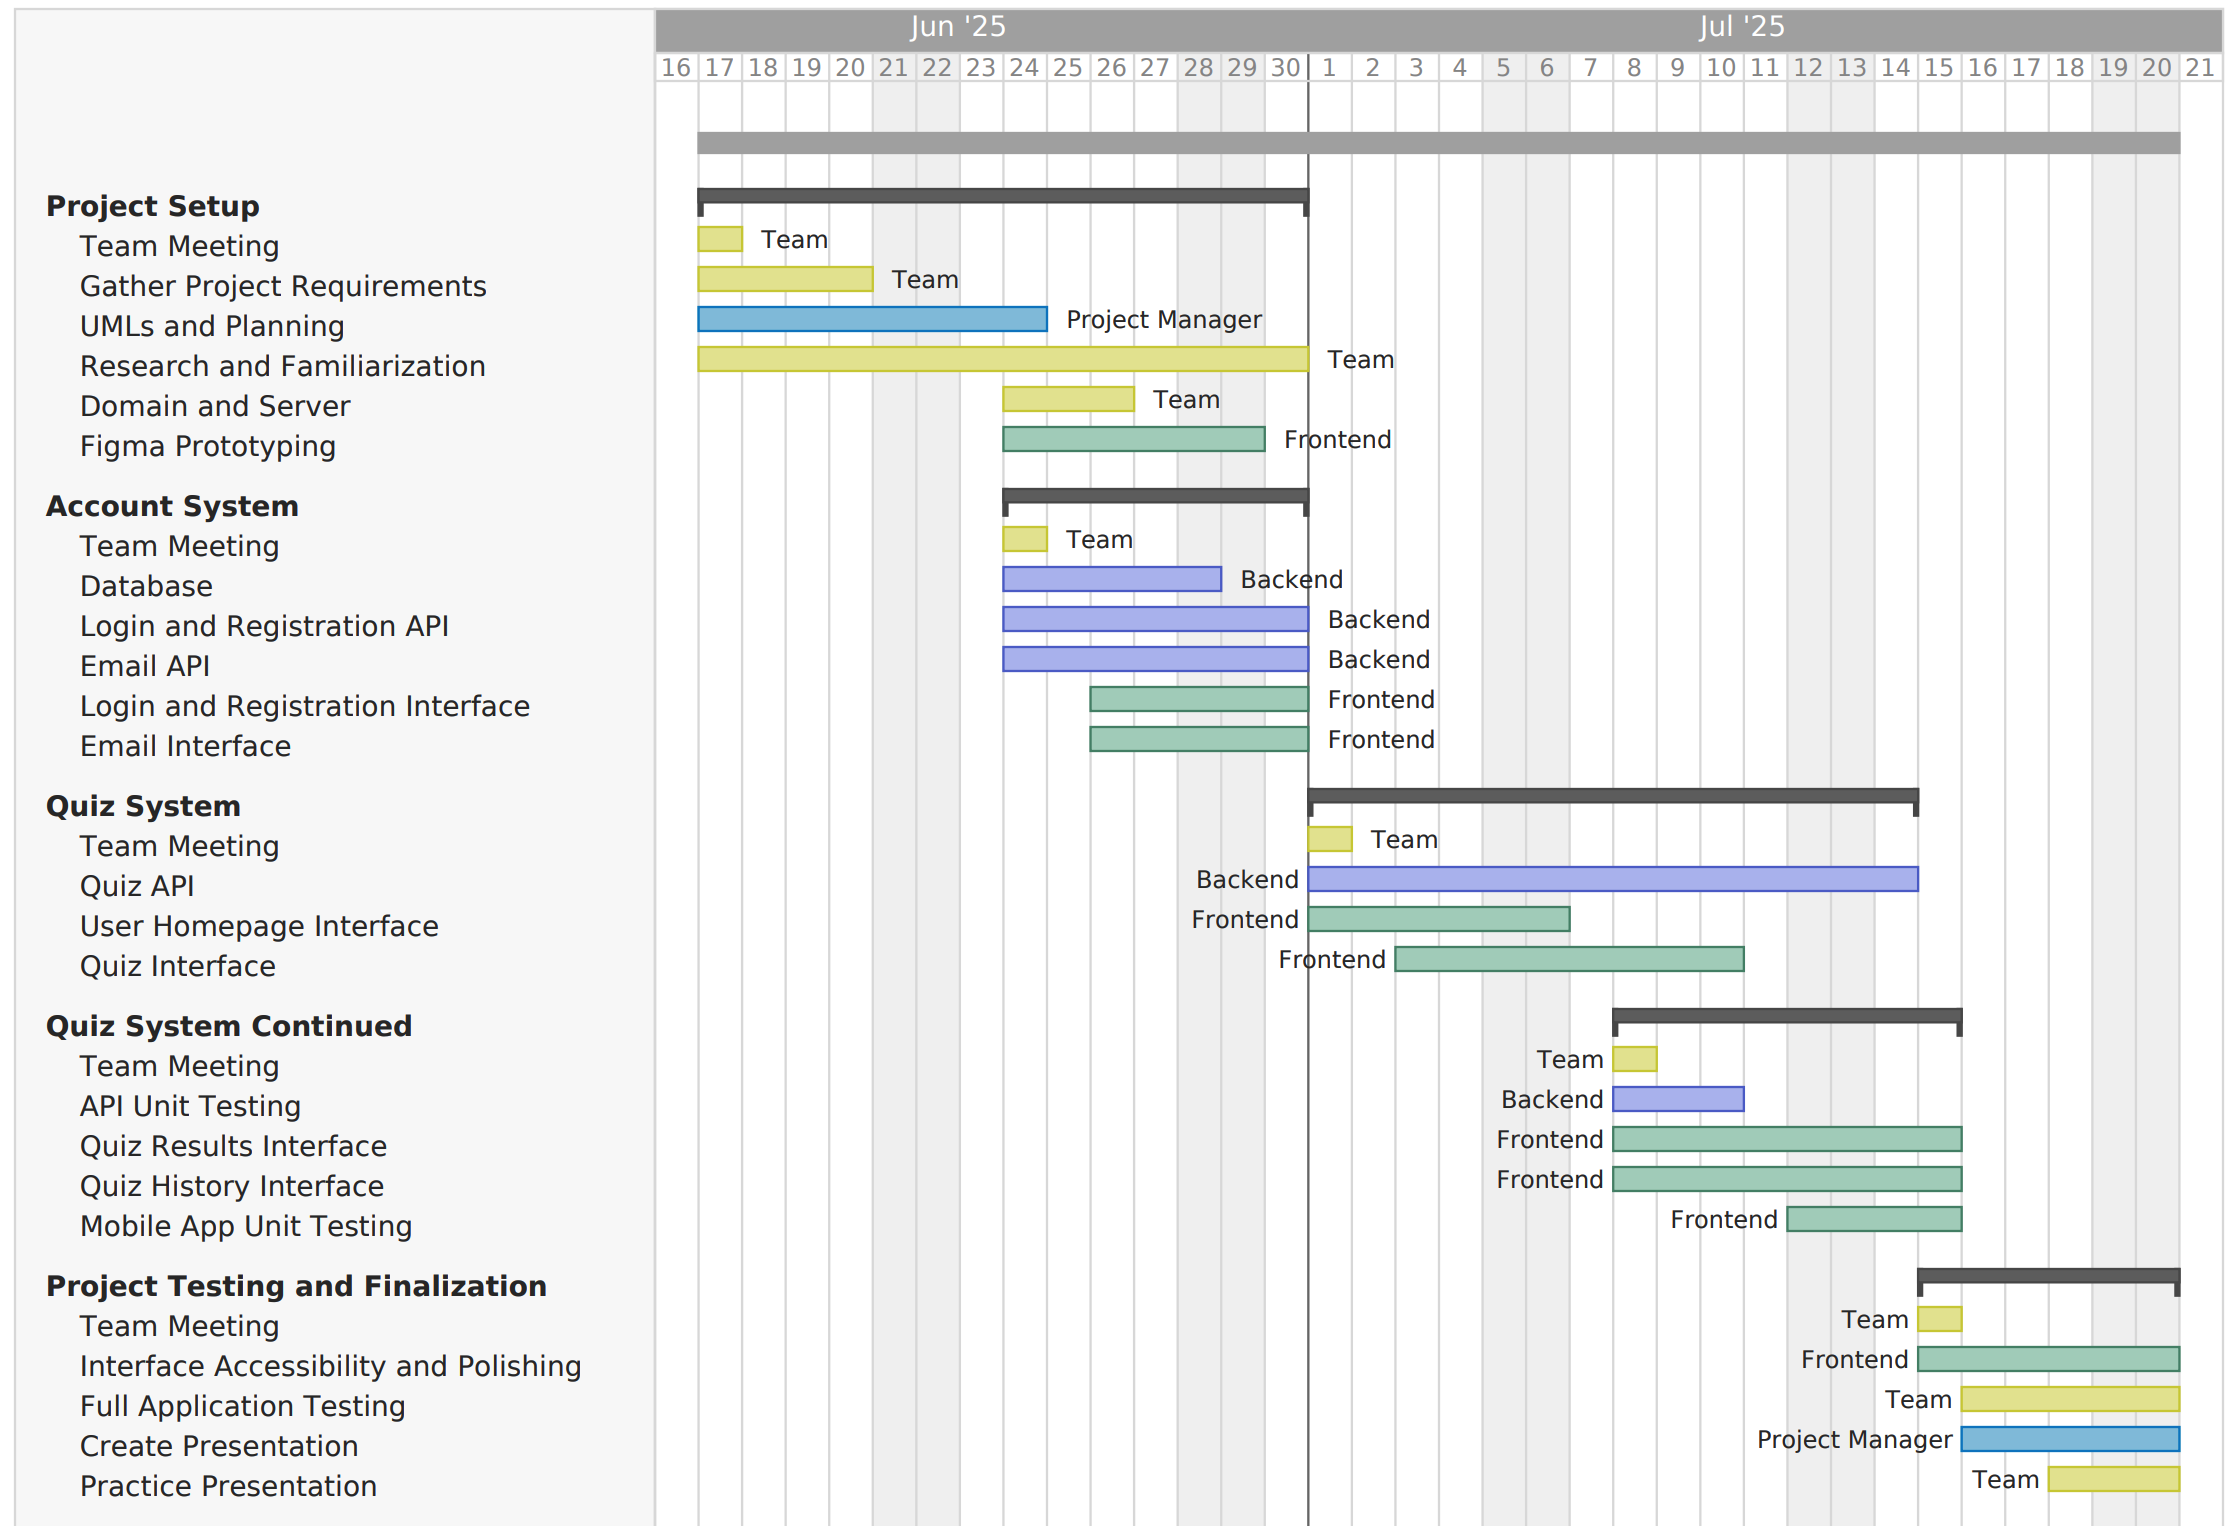 Jun '25 Jul '25
16 17 18 19 20 21 22 23 24 25 26 27 28 29 30 1 2 3 4 5 6 7 8 9 10 11 12 13 14 15 16 17 18 19 20 21
Project Setup
Team Meeting Team
Gather Project Requirements Team
UMLs and Planning Project Manager
Research and Familiarization Team
Domain and Server Team
Figma Prototyping Frontend
Account System
Team Meeting Team
Database Backend
Login and Registration API Backend
Email API Backend
Login and Registration Interface Frontend
Email Interface Frontend
Quiz System
Team Meeting Team
Quiz API Backend
User Homepage Interface Frontend
Quiz Interface Frontend
Quiz System Continued
Team Meeting Team
API Unit Testing Backend
Quiz Results Interface Frontend
Quiz History Interface Frontend
Mobile App Unit Testing Frontend
Project Testing and Finalization
Team Meeting Team
Interface Accessibility and Polishing Frontend
Full Application Testing Team
Create Presentation Project Manager
Practice Presentation Team